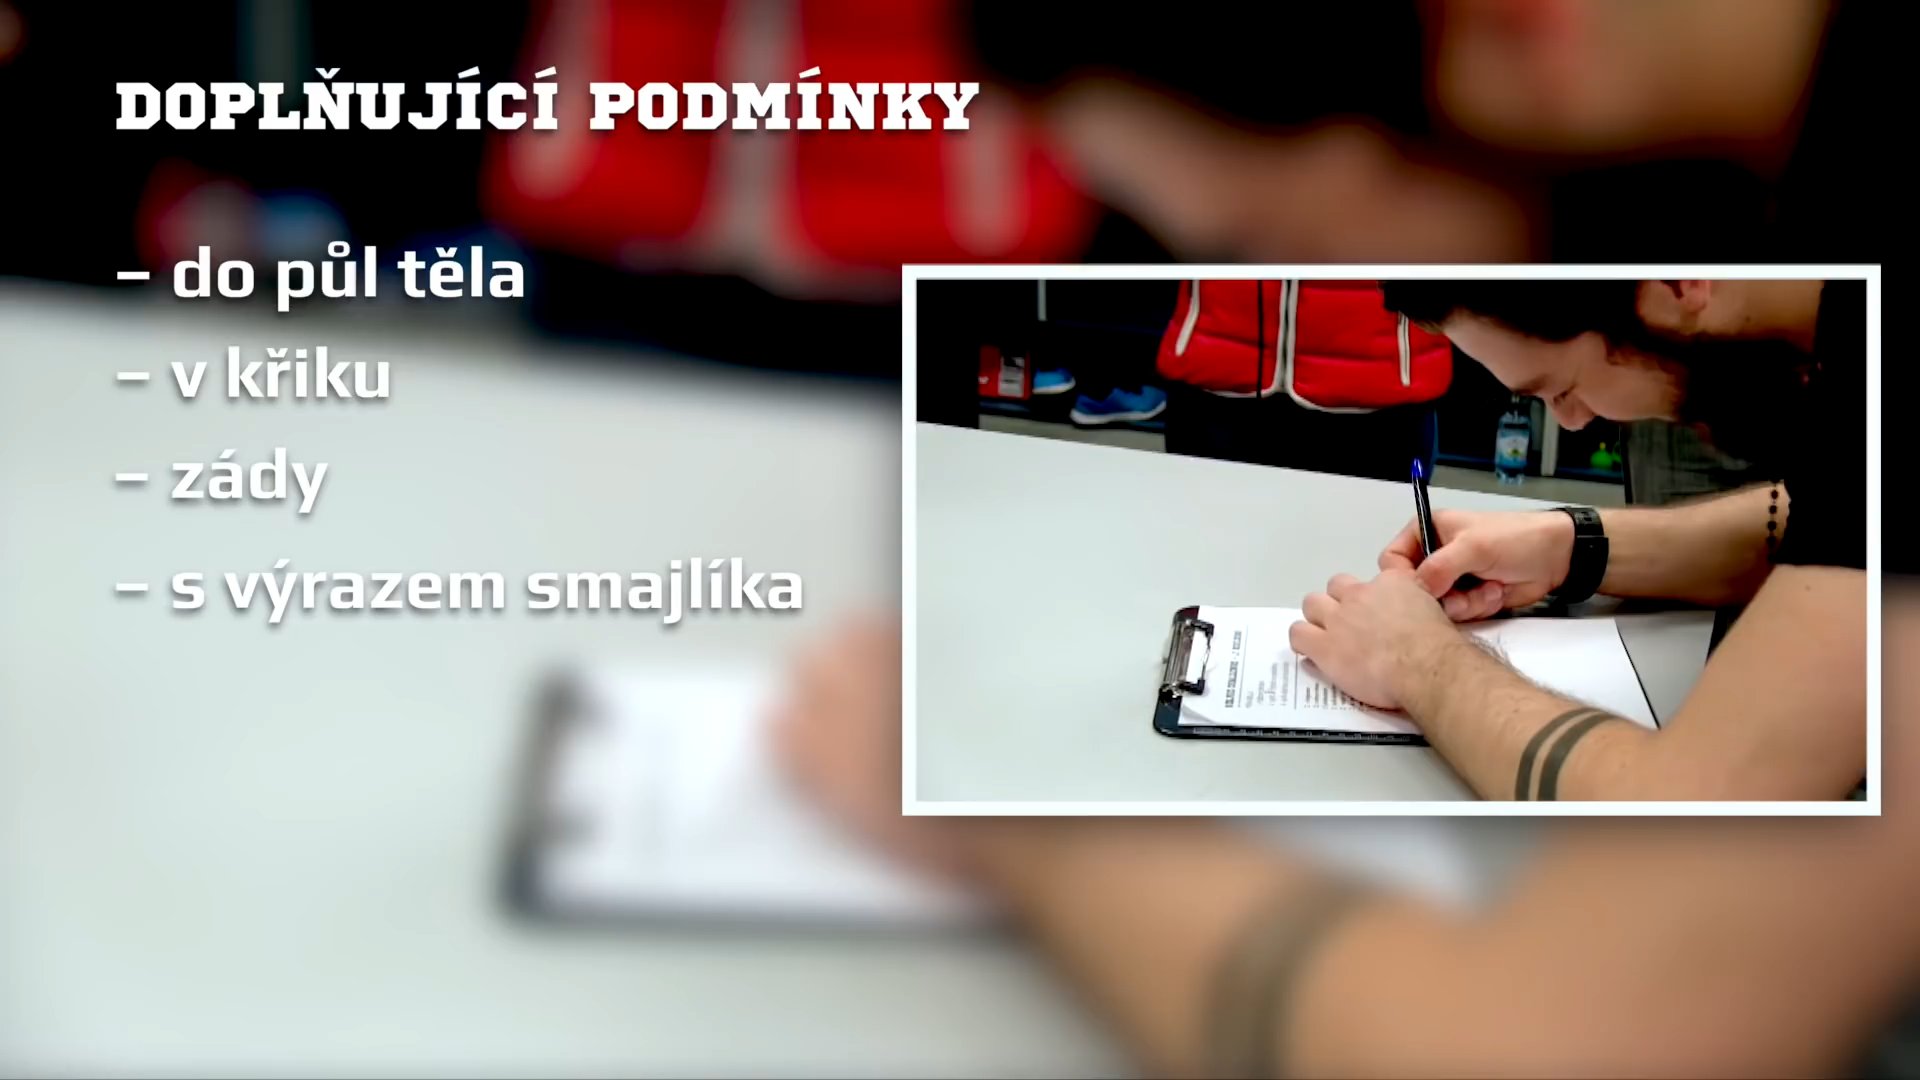 DOPLŇUJÍCÍ PODMÍNKY
– do půl těla
– v křiku
– zády
– s výrazem smajlíka